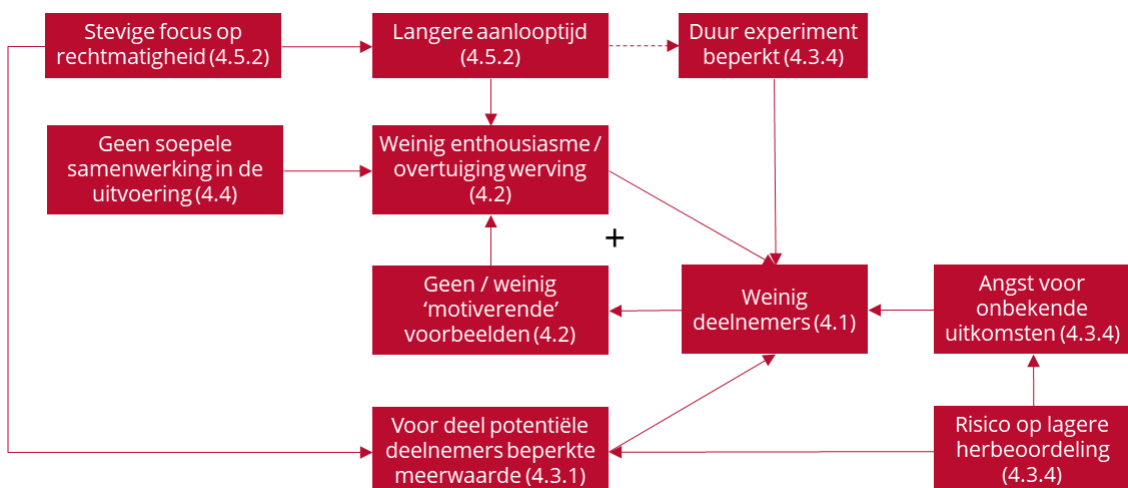 Stevige focus op
rechtmatigheid (4.5.2)
Langere aanlooptijd
(4.5.2)
Duur experiment
beperkt (4.3.4)
Geen soepele
samenwerking in de
uitvoering (4.4)
Weinig enthousiasme /
overtuiging werving
(4.2)
+
Geen / weinig
‘motiverende’
voorbeelden (4.2)
Weinig
deelnemers (4.1)
Angst voor
onbekende
uitkomsten (4.3.4)
Voor deel potentiële
deelnemers beperkte
meerwaarde (4.3.1)
Risico op lagere
herbeoordeling
(4.3.4)